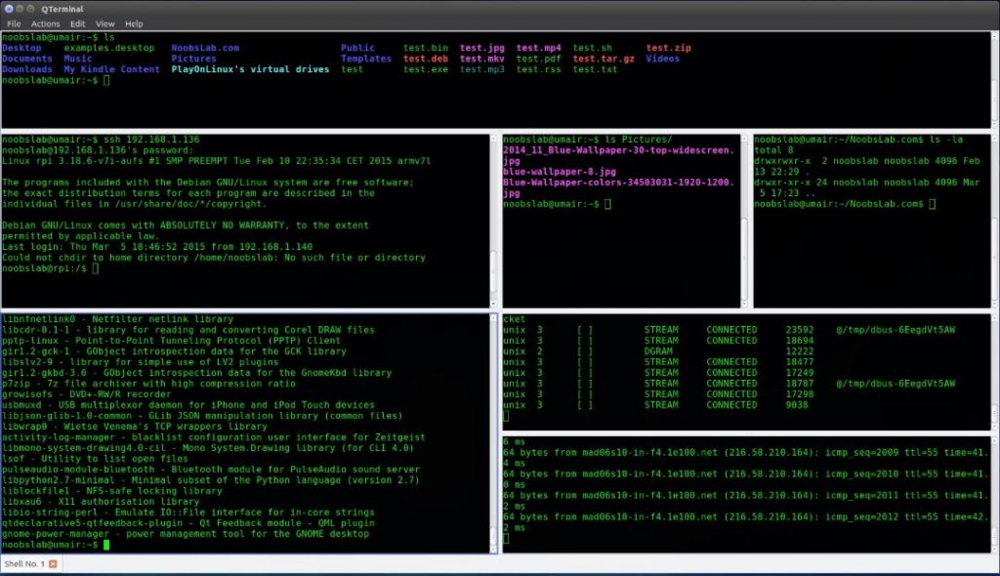 QTerminal
File Actions Edit View Help
noobslab@umair:~$ ls
Desktop examples.desktop NoobsLab.com Public test.bin test.jpg test.mp4 test.sh test.zip
Documents Music Pictures Templates test.deb test.mkv test.pdf test.tar.gz Videos
Downloads My Kindle Content PlayOnLinux's virtual drives test test.exe test.mp3 test.rss test.txt
noobslab@umair:~$
noobslab@umair:~$ ssh 192.168.1.136
noobslab@192.168.1.136's password:
Linux rpi 3.18.6-v7i-aufs #1 SMP PREEMPT Tue Feb 10 22:35:34 CET 2015 armv7l
The programs included with the Debian GNU/Linux system are free software;
the exact distribution terms for each program are described in the
individual files in /usr/share/doc/*/copyright.
Debian GNU/Linux comes with ABSOLUTELY NO WARRANTY, to the extent
permitted by applicable law.
Last login: Thu Mar  5 18:46:52 2015 from 192.168.1.140
Could not chdir to home directory /home/noobslab: No such file or directory
noobslab@rpi:/$
noobslab@umair:~$ ls Pictures/
2014_11_Blue-Wallpaper-30-top-widescreen.
jpg
blue-wallpaper-8.jpg
Blue-Wallpaper-colors-34503031-1920-1200.
jpg
noobslab@umair:~$
noobslab@umair:~/NoobsLab.com$ ls -la
total 8
drwxrwxr-x  2 noobslab noobslab 4096 Feb
13 22:29 .
drwxr-xr-x 24 noobslab noobslab 4096 Mar
 5 17:23 ..
noobslab@umair:~/NoobsLab.com$
libnfnetlink0 - Netfilter netlink library
libcdr-0.1-1 - library for reading and converting Corel DRAW files
pptp-linux - Point-to-Point Tunneling Protocol (PPTP) Client
gir1.2-gck-1 - GObject introspection data for the GCK library
libslv2-9 - library for simple use of LV2 plugins
gir1.2-gkbd-3.0 - GObject introspection data for the GnomeKbd library
p7zip - 7z file archiver with high compression ratio
growisofs - DVD+-RW/R recorder
usbmuxd - USB multiplexor daemon for iPhone and iPod Touch devices
libjson-glib-1.0-common - GLib JSON manipulation library (common files)
libwrap0 - Wietse Venema's TCP wrappers library
activity-log-manager - blacklist configuration user interface for Zeitgeist
libmono-system-drawing4.0-cil - Mono System.Drawing library (for CLI 4.0)
lsof - Utility to list open files
pulseaudio-module-bluetooth - Bluetooth module for PulseAudio sound server
libpython2.7-minimal - Minimal subset of the Python language (version 2.7)
liblockfile1 - NFS-safe locking library
libxau6 - X11 authorisation library
libio-string-perl - Emulate IO::File interface for in-core strings
qtdeclarative5-qtfeedback-plugin - Qt Feedback module - QML plugin
gnome-power-manager - power management tool for the GNOME desktop
noobslab@umair:~$
cket
unix  3      [ ]         STREAM     CONNECTED     23592    @/tmp/dbus-6EegdVt5AW
unix  3      [ ]         STREAM     CONNECTED     18694
unix  2      [ ]         DGRAM                    12222
unix  3      [ ]         STREAM     CONNECTED     18477
unix  3      [ ]         STREAM     CONNECTED     17249
unix  3      [ ]         STREAM     CONNECTED     18787    @/tmp/dbus-6EegdVt5AW
unix  3      [ ]         STREAM     CONNECTED     17298
unix  3      [ ]         STREAM     CONNECTED     9038
6 ms
64 bytes from mad06s10-in-f4.1e100.net (216.58.210.164): icmp_seq=2009 ttl=55 time=41.
4 ms
64 bytes from mad06s10-in-f4.1e100.net (216.58.210.164): icmp_seq=2010 ttl=55 time=41.
0 ms
64 bytes from mad06s10-in-f4.1e100.net (216.58.210.164): icmp_seq=2011 ttl=55 time=41.
2 ms
64 bytes from mad06s10-in-f4.1e100.net (216.58.210.164): icmp_seq=2012 ttl=55 time=42.
2 ms
Shell No. 1